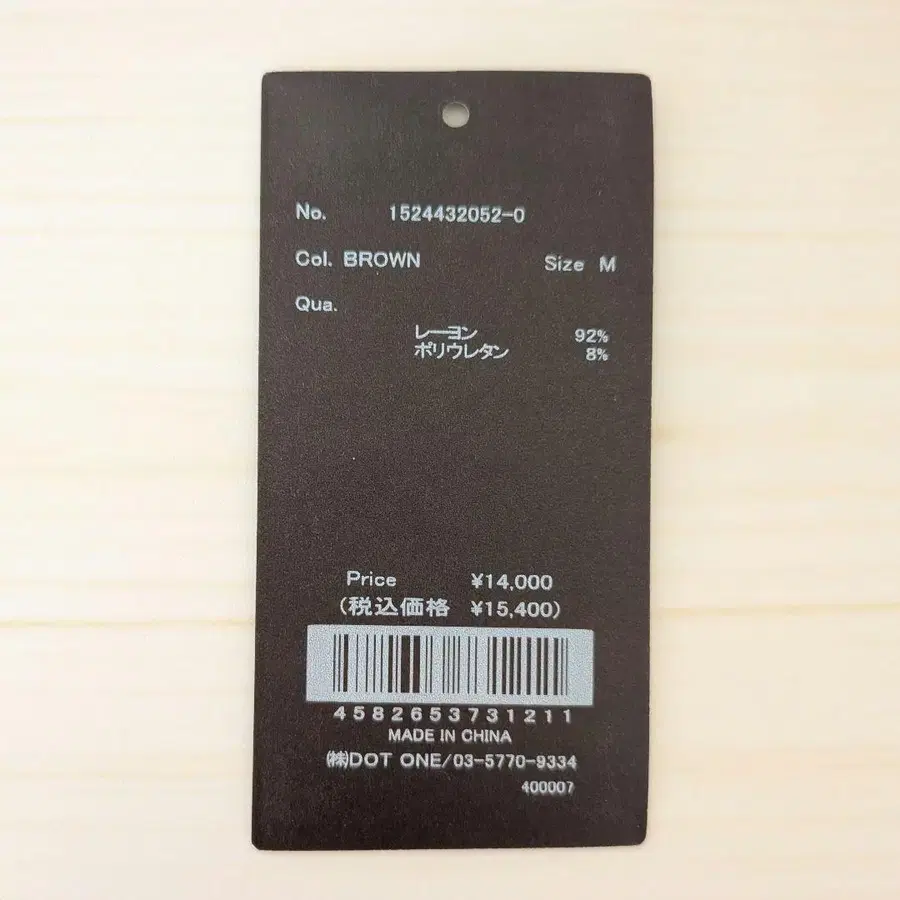 No. 1524432052-0
Col. BROWN Size M
Qua.
レーヨン 92%
ポリウレタン 8%
Price ¥14,000
(税込価格 ¥15,400)
4582653731211
MADE IN CHINA
㈱DOT ONE/03-5770-9334
400007